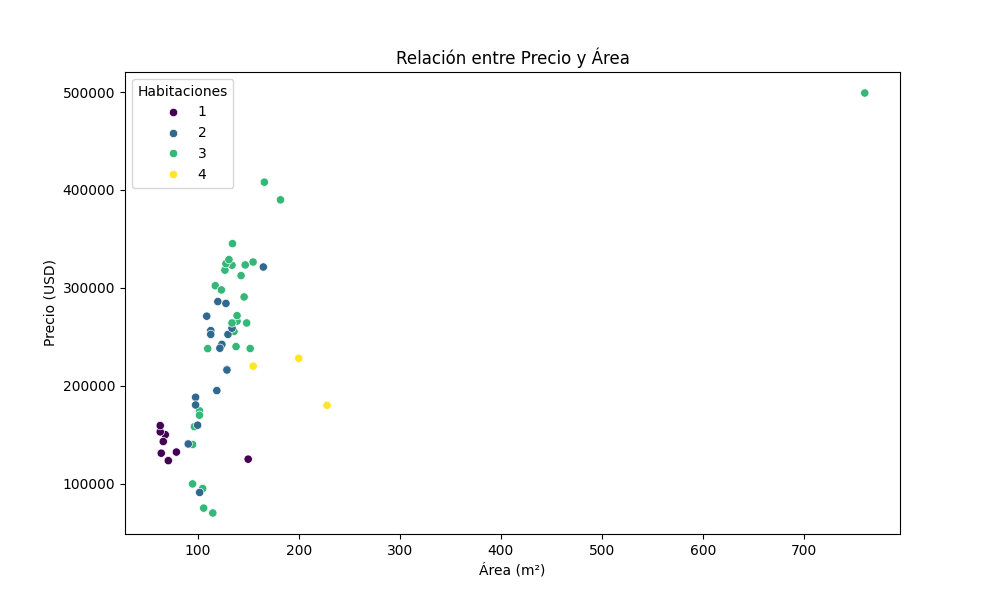 Relación entre Precio y Área
Habitaciones
1
2
3
4
500000
400000
300000
200000
100000
Precio (USD)
100 200 300 400 500 600 700
Área (m²)